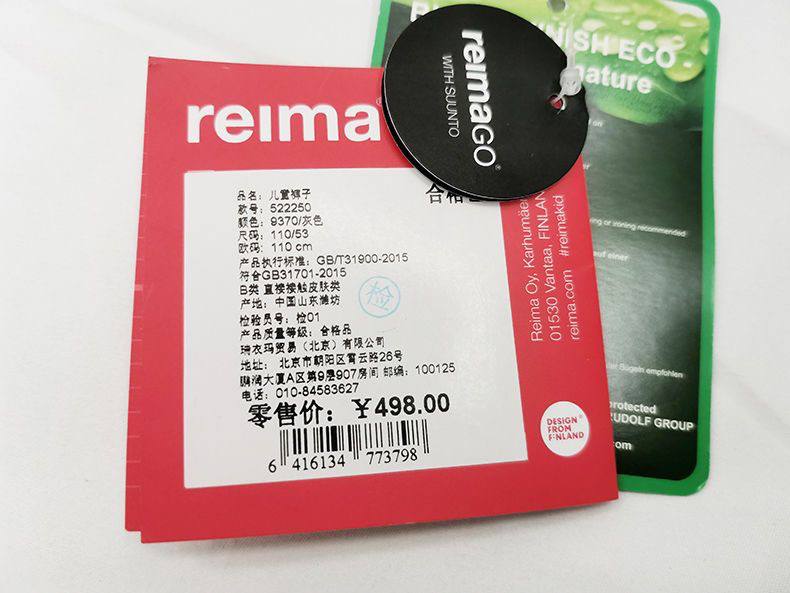 reima
reimaGO®
WITH SUUNTO
NISH ECO
nature
合格
品名：儿童裤子
款号：522250
颜色：9370/灰色
尺码：110/53
欧码：110 cm
产品执行标准：GB/T31900-2015
符合GB31701-2015
B类 直接接触皮肤类
产地：中国山东潍坊
检验员号：检01
产品质量等级：合格品
瑞衣玛贸易（北京）有限公司
地址： 北京市朝阳区霄云路26号
鹏润大厦A区第9层907房间 邮编：100125
电话：010-84583627
零售价：￥498.00
6 416134 773798
检
Reima Oy, Karhumäen
01530 Vantaa, FINLAN
reima.com #reimakid
DESIGN
FROM
FINLAND
or ironing recommended
auf einer
Bügeln empfohlen
protected
RUDOLF GROUP